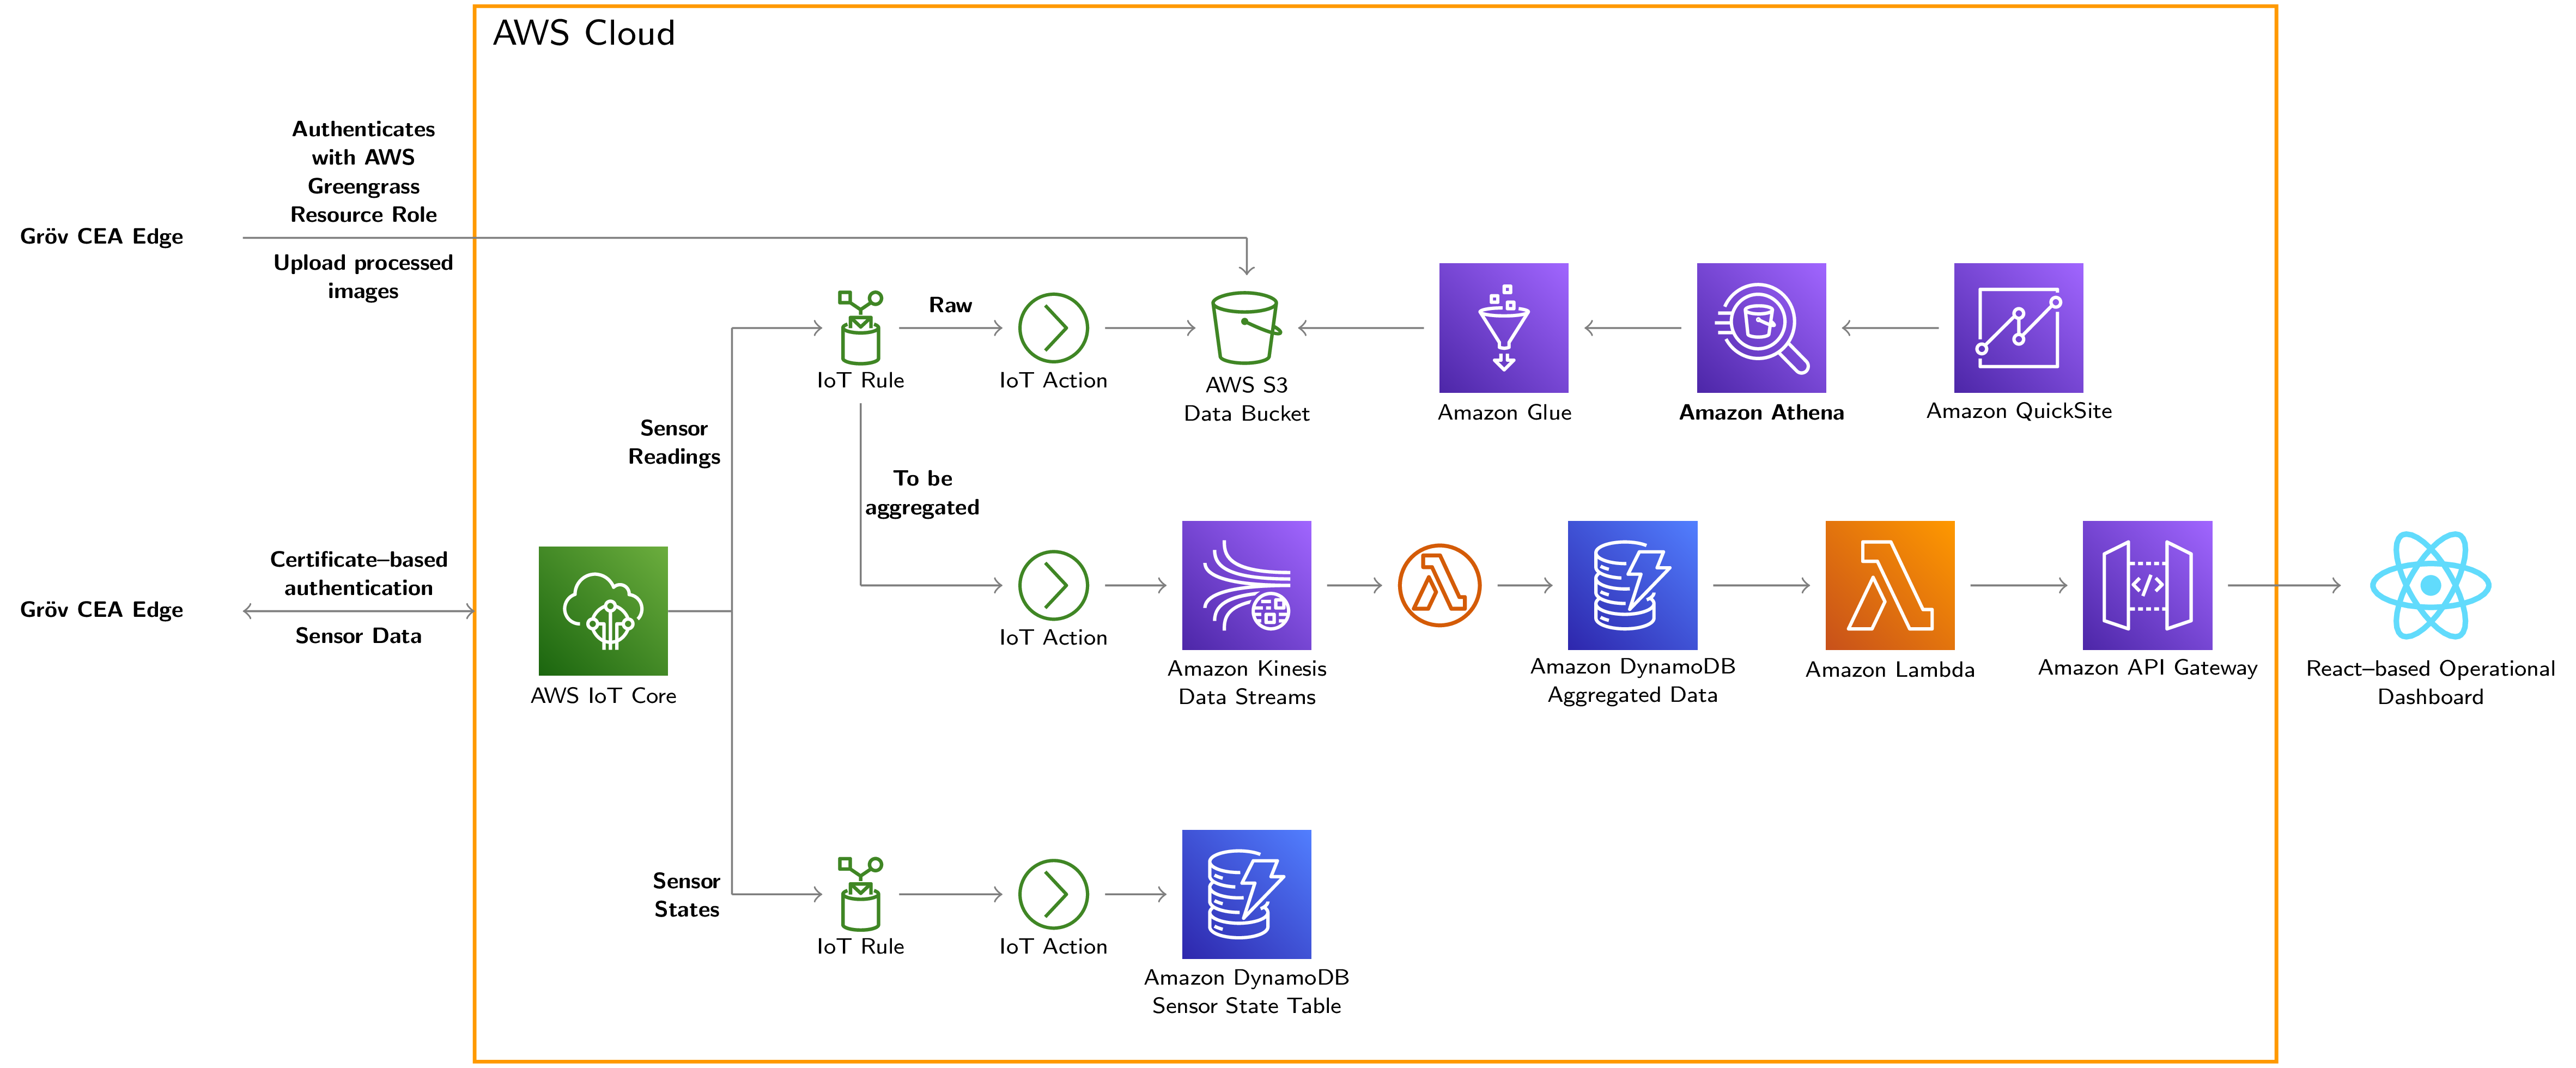 AWS Cloud
Authenticates
with AWS
Greengrass
Resource Role
Gröv CEA Edge
Upload processed
images
Raw
IoT Rule
IoT Action
AWS S3
Data Bucket
Amazon Glue
Amazon Athena
Amazon QuickSite
Sensor
Readings
To be
aggregated
Certificate–based
authentication
Gröv CEA Edge
Sensor Data
AWS IoT Core
IoT Action
Amazon Kinesis
Data Streams
Amazon DynamoDB
Aggregated Data
Amazon Lambda
Amazon API Gateway
React–based Operational
Dashboard
Sensor
States
IoT Rule
IoT Action
Amazon DynamoDB
Sensor State Table